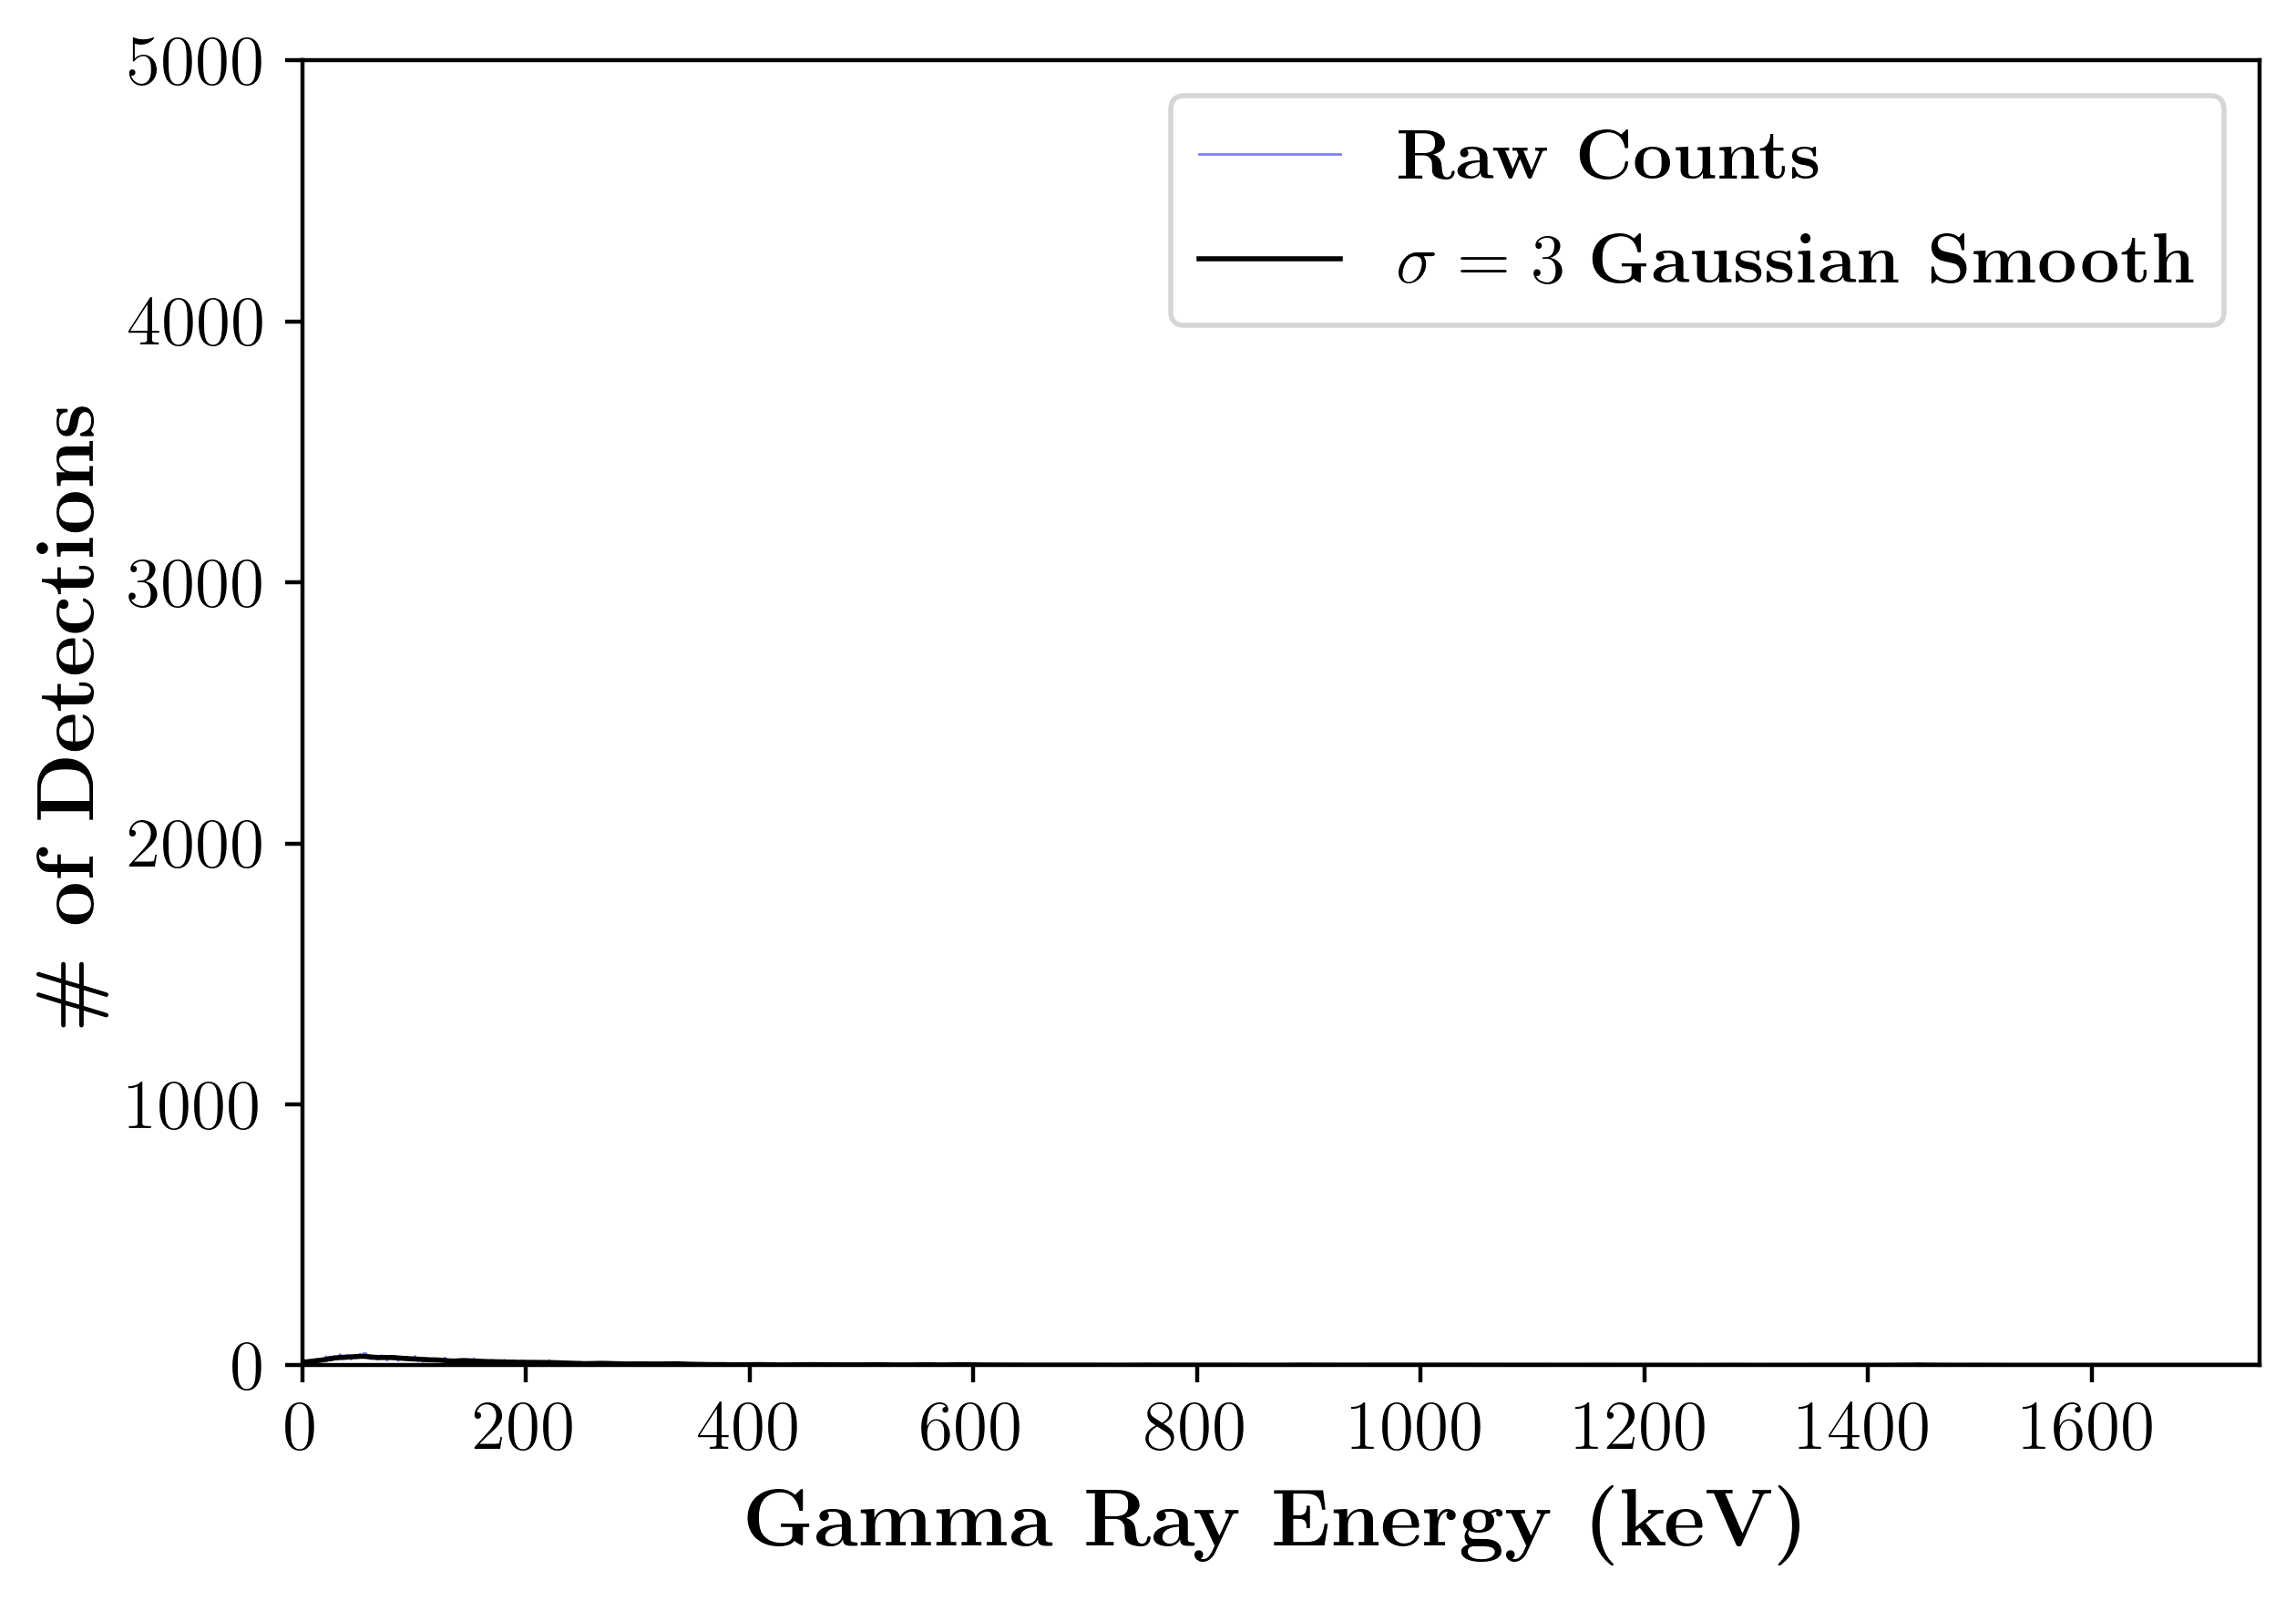 5000
4000
3000
2000
1000
0
# of Detections
Raw Counts
σ = 3 Gaussian Smooth
0 200 400 600 800 1000 1200 1400 1600
Gamma Ray Energy (keV)